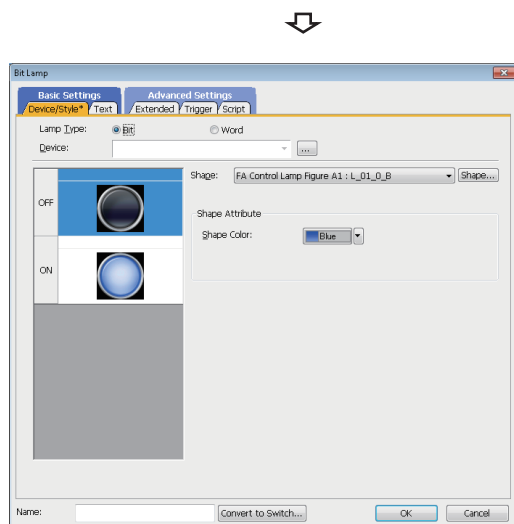 Bit Lamp
Basic Settings Advanced Settings
Device/Style* Text Extended Trigger Script
Lamp Type: Bit Word
Device: ...
Shape: FA Control Lamp Figure A1 : L_01_0_B Shape...
OFF
Shape Attribute
Shape Color: Blue
ON
Name: Convert to Switch... OK Cancel